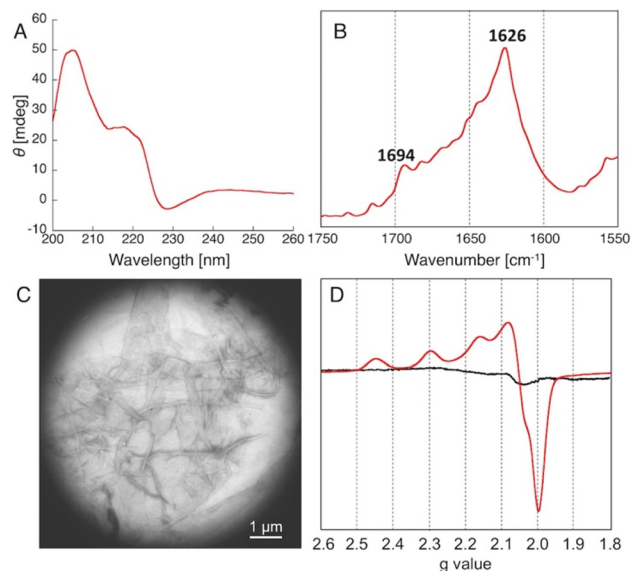 A
B
60
50
40
30
20
10
0
-10
θ [mdeg]
200 210 220 230 240 250 260
Wavelength [nm]
1626
1694
1750 1700 1650 1600 1550
Wavenumber [cm-1]
C
D
1 µm
2.6 2.5 2.4 2.3 2.2 2.1 2.0 1.9 1.8
g value